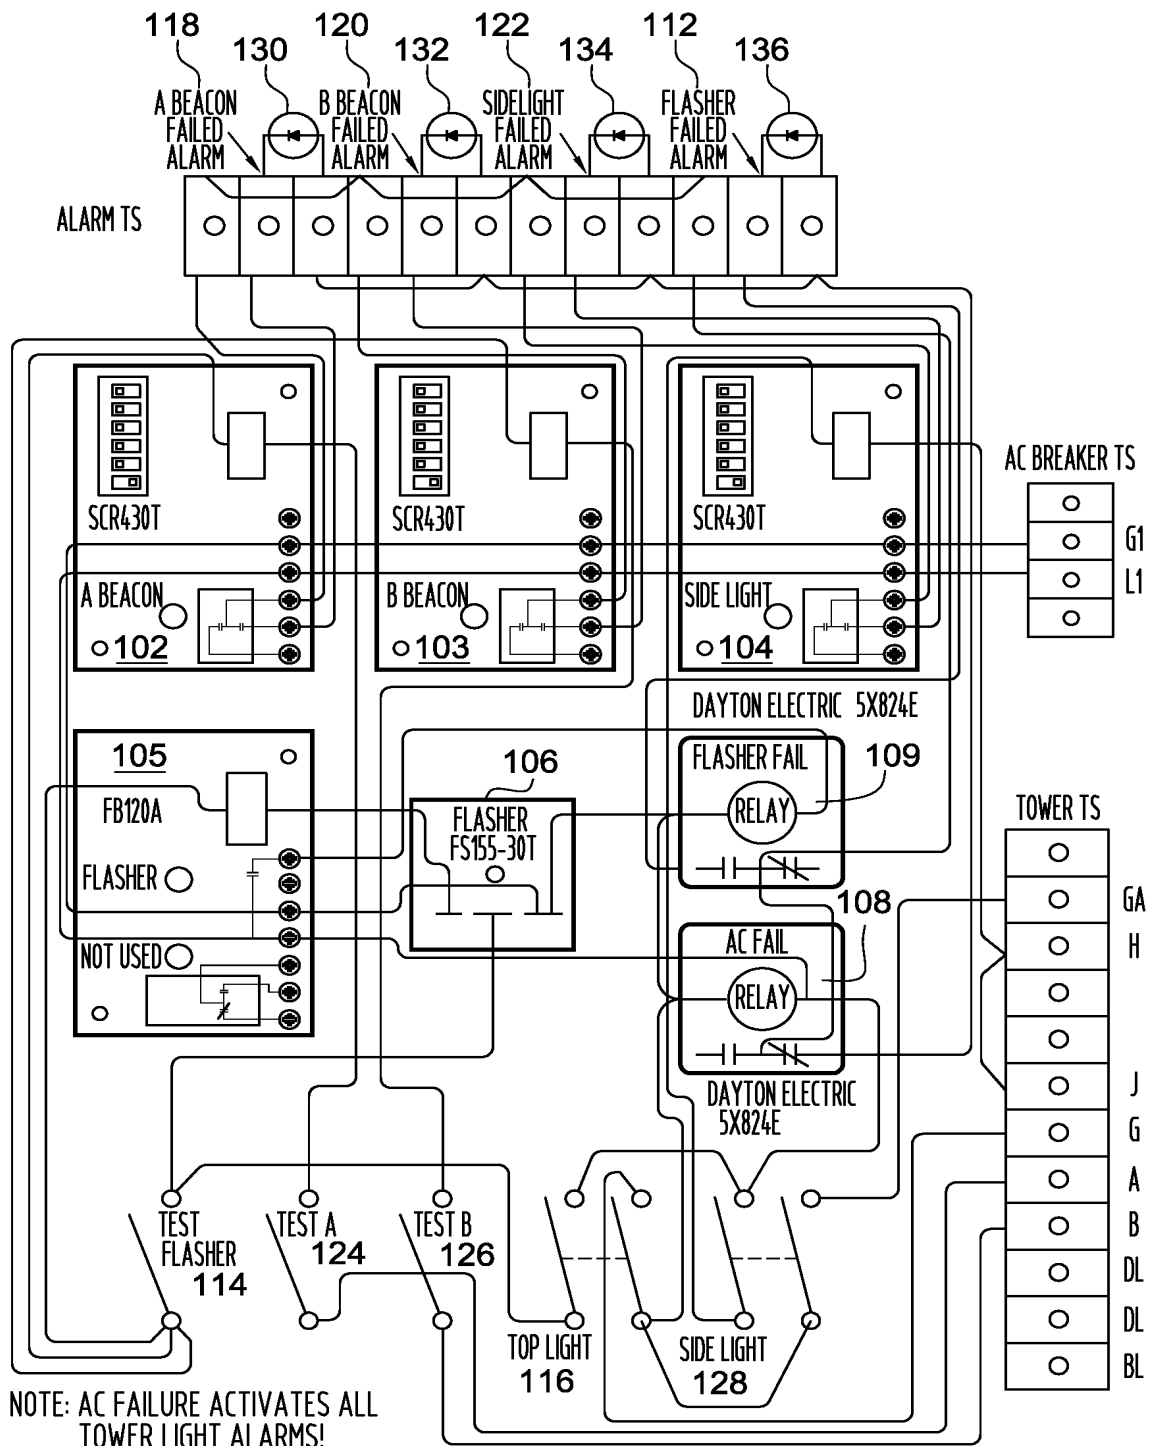 118
120
122
112
130
132
134
136
A BEACON
FAILED
ALARM
B BEACON
FAILED
ALARM
SIDELIGHT
FAILED
ALARM
FLASHER
FAILED
ALARM
ALARM TS
SCR430T
A BEACON
102
SCR430T
B BEACON
103
SCR430T
SIDE LIGHT
104
AC BREAKER TS
G1
L1
DAYTON ELECTRIC 5X824E
105
FB120A
FLASHER
NOT USED
106
FLASHER
FS155-30T
FLASHER FAIL
RELAY
109
108
AC FAIL
RELAY
DAYTON ELECTRIC
5X824E
TOWER TS
GA
H
J
G
A
B
DL
DL
BL
TEST
FLASHER
114
TEST A
124
TEST B
126
TOP LIGHT
116
SIDE LIGHT
128
NOTE: AC FAILURE ACTIVATES ALL
TOWER LIGHT ALARMS!